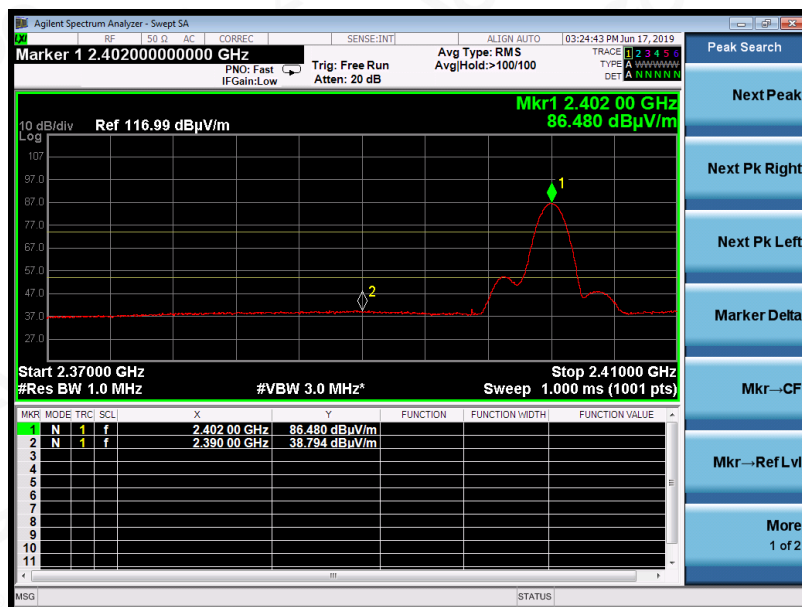 Agilent Spectrum Analyzer - Swept SA
LXI RF 50 Ω AC CORREC SENSE:INT ALIGN AUTO 03:24:43 PM Jun 17, 2019
Marker 1 2.402000000000 GHz
PNO: Fast
IFGain:Low
Trig: Free Run
Atten: 20 dB
Avg Type: RMS
Avg|Hold:>100/100
TRACE 1 2 3 4 5 6
TYPE A WWWWW
DET A N N N N N
Mkr1 2.402 00 GHz
86.480 dBµV/m
10 dB/div Ref 116.99 dBµV/m
Log
107
97.0
87.0
77.0
67.0
57.0
47.0
37.0
27.0
1
2
Start 2.37000 GHz Stop 2.41000 GHz
#Res BW 1.0 MHz #VBW 3.0 MHz* Sweep 1.000 ms (1001 pts)
MKR MODE TRC SCL X Y FUNCTION FUNCTION WIDTH FUNCTION VALUE
1 N 1 f 2.402 00 GHz 86.480 dBµV/m
2 N 1 f 2.390 00 GHz 38.794 dBµV/m
3
4
5
6
7
8
9
10
11
MSG STATUS
Peak Search
Next Peak
Next Pk Right
Next Pk Left
Marker Delta
Mkr→CF
Mkr→Ref Lvl
More
1 of 2